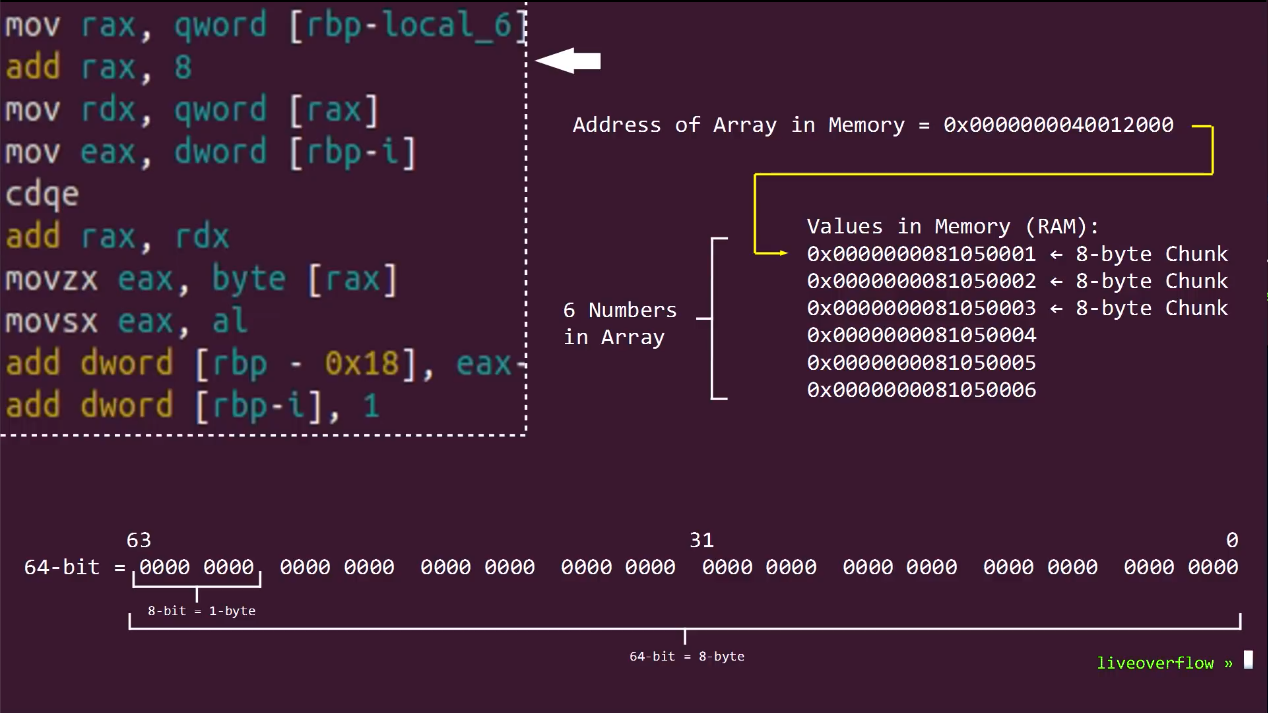 mov rax, qword [rbp-local_6]
add rax, 8
mov rdx, qword [rax]
mov eax, dword [rbp-i]
cdqe
add rax, rdx
movzx eax, byte [rax]
movsx eax, al
add dword [rbp - 0x18], eax-
add dword [rbp-i], 1
Address of Array in Memory = 0x0000000040012000
Values in Memory (RAM):
0x0000000081050001 ← 8-byte Chunk
0x0000000081050002 ← 8-byte Chunk
0x0000000081050003 ← 8-byte Chunk
0x0000000081050004
0x0000000081050005
0x0000000081050006
6 Numbers
in Array
63 31 0
64-bit = 0000 0000 0000 0000 0000 0000 0000 0000 0000 0000 0000 0000 0000 0000 0000 0000
8-bit = 1-byte
64-bit = 8-byte
liveoverflow »